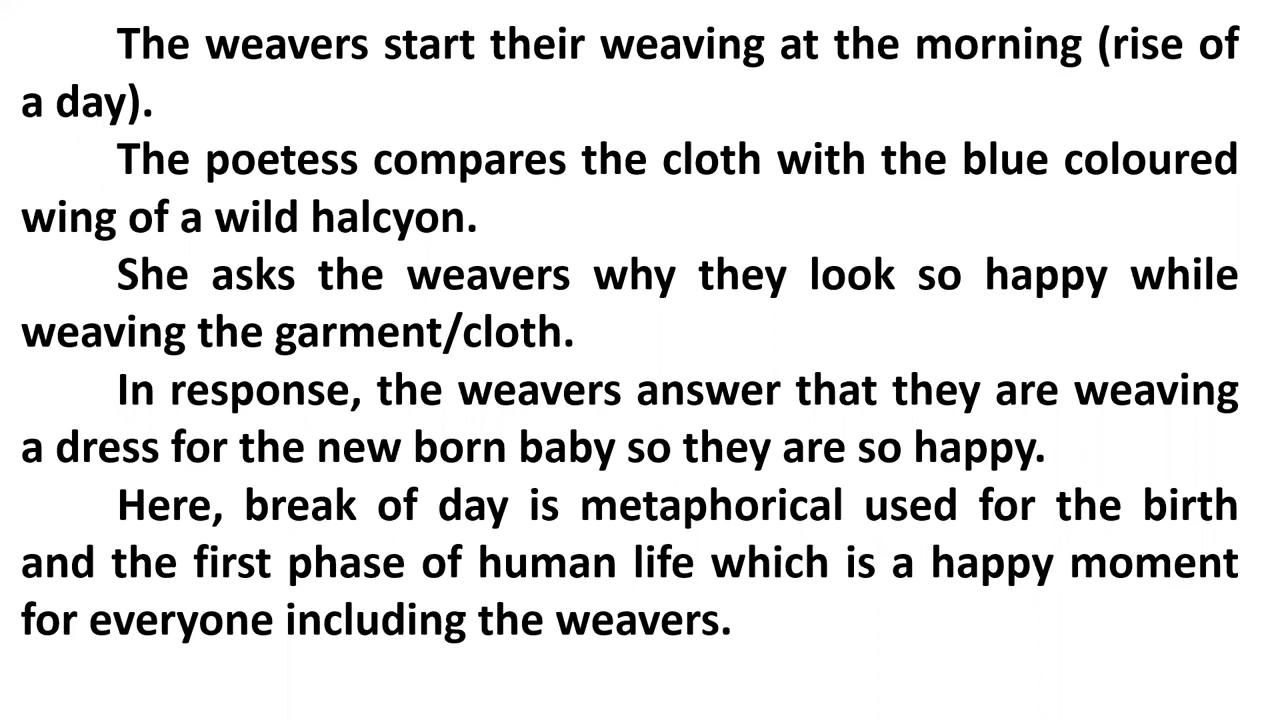 The weavers start their weaving at the morning (rise of
a day).
The poetess compares the cloth with the blue coloured
wing of a wild halcyon.
She asks the weavers why they look so happy while
weaving the garment/cloth.
In response, the weavers answer that they are weaving
a dress for the new born baby so they are so happy.
Here, break of day is metaphorical used for the birth
and the first phase of human life which is a happy moment
for everyone including the weavers.